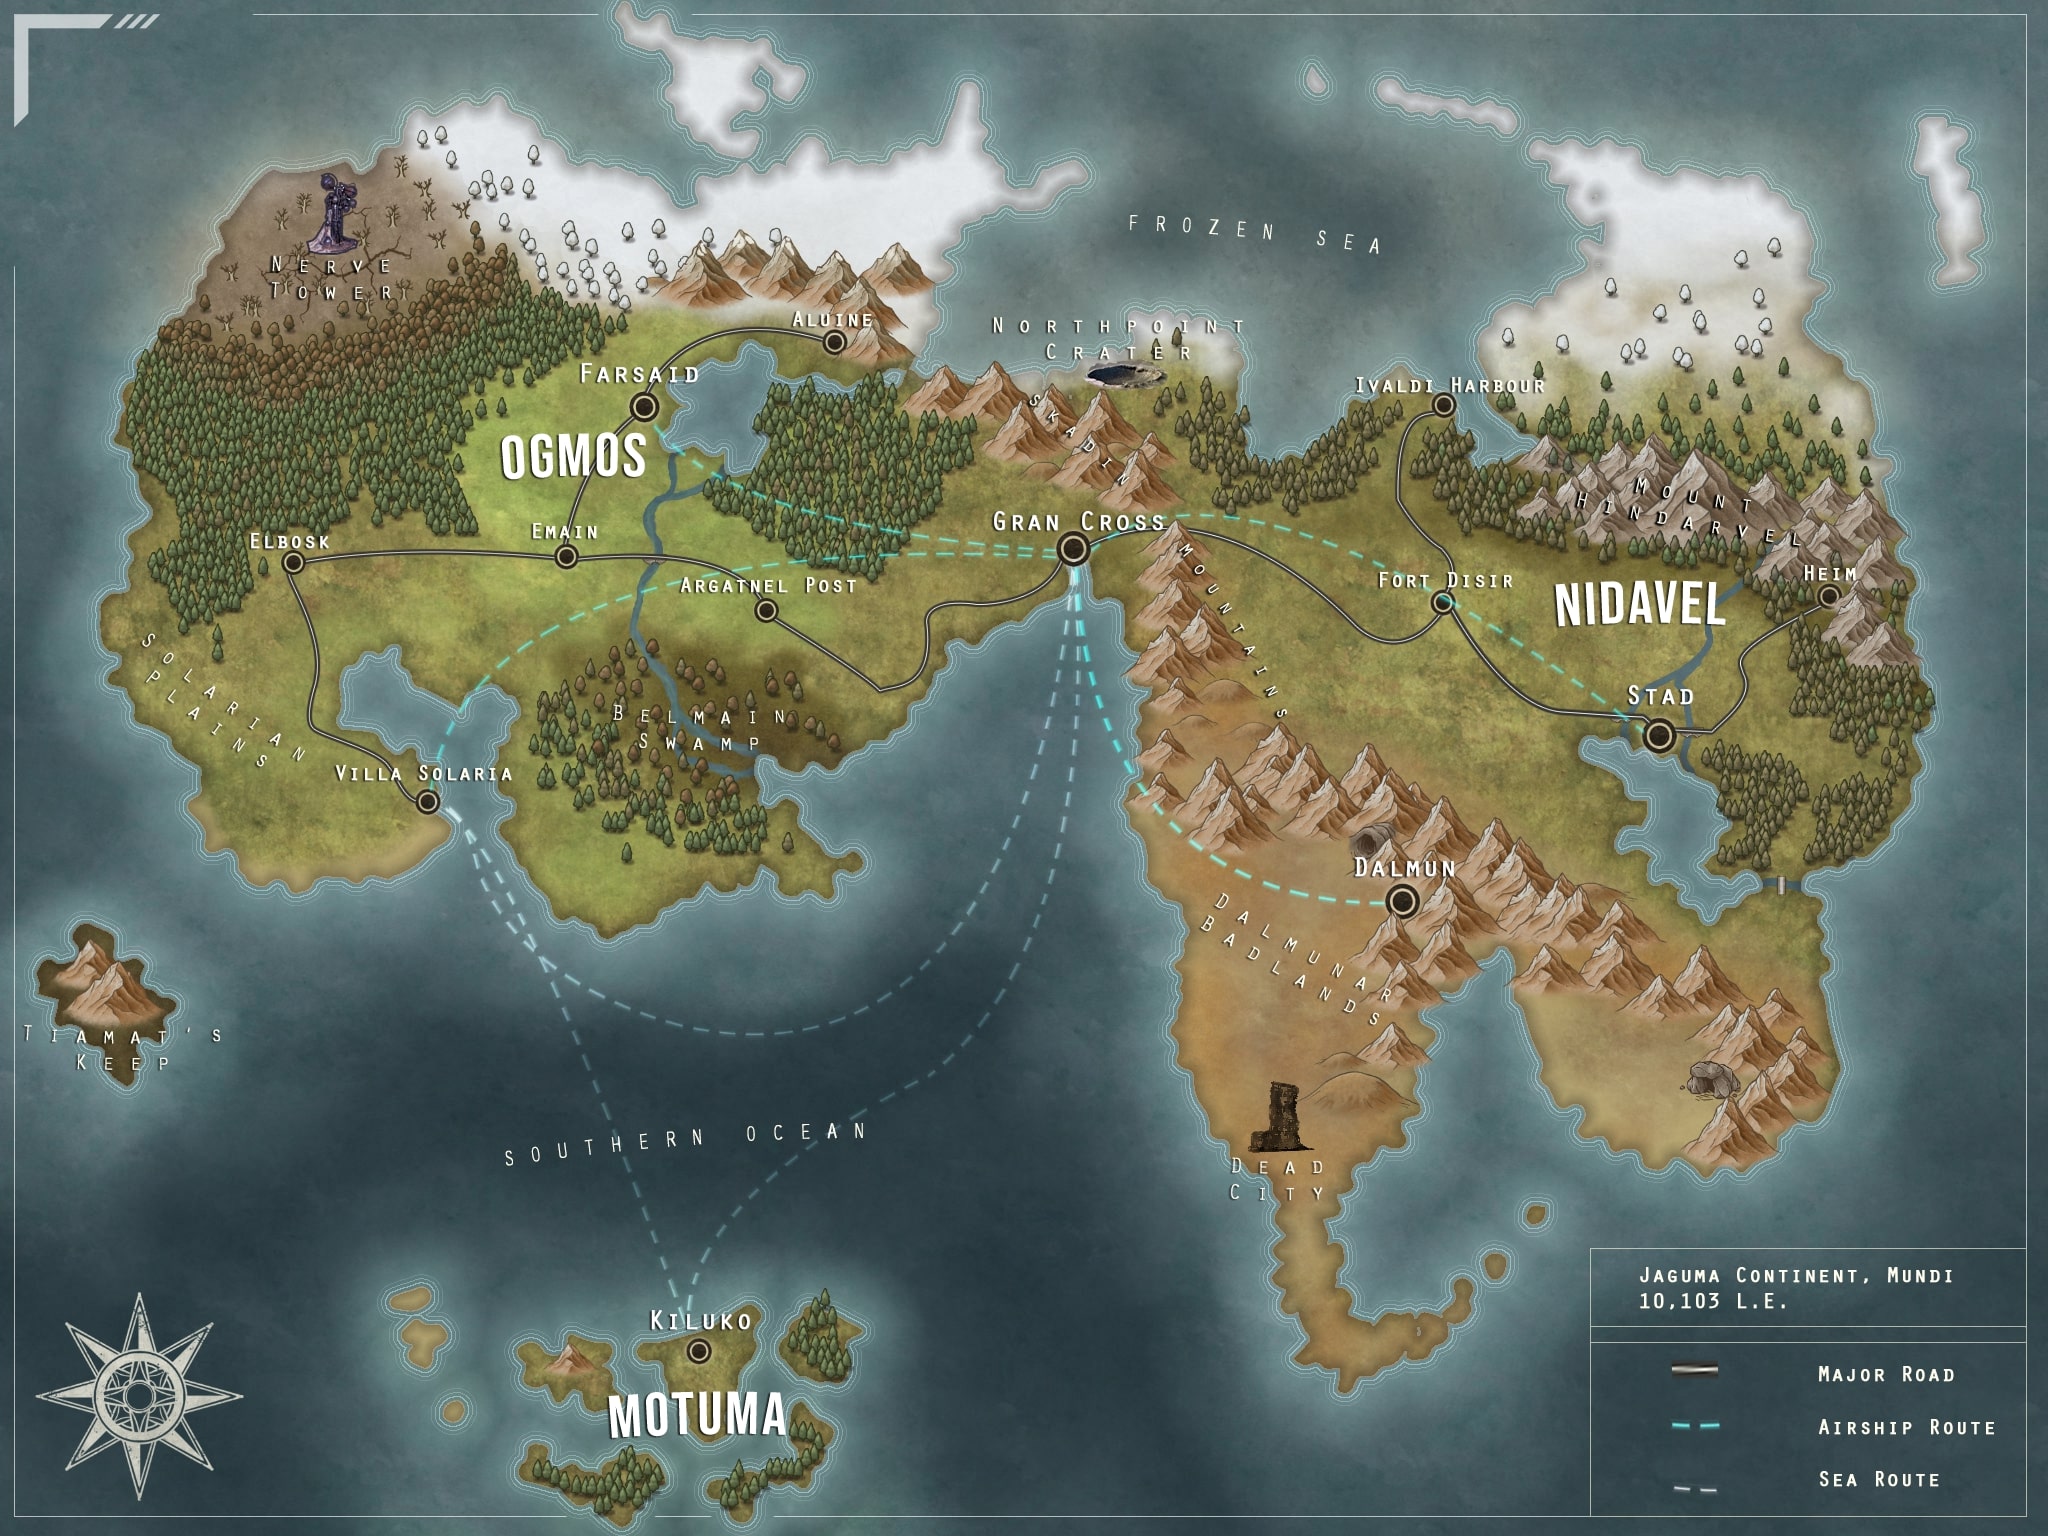 FROZEN SEA
NERVE
TOWER
ALUINE
NORTHPOINT
CRATER
FARSAID
IVALDI HARBOUR
SKADIN
MOUNTAINS
OGMOS
MOUNT
HINDARVEL
GRAN CROSS
EMAIN
ELBOSK
ARGATNEL POST
FORT DISIR
HEIM
NIDAVEL
SOLARIAN
PLAINS
STAD
BELMAIN
SWAMP
VILLA SOLARIA
DALMUN
DALMUNAR
BADLANDS
TIAMAT'S
KEEP
SOUTHERN OCEAN
DEAD
CITY
KILUKO
MOTUMA
JAGUMA CONTINENT, MUNDI
10,103 L.E.
MAJOR ROAD
AIRSHIP ROUTE
SEA ROUTE